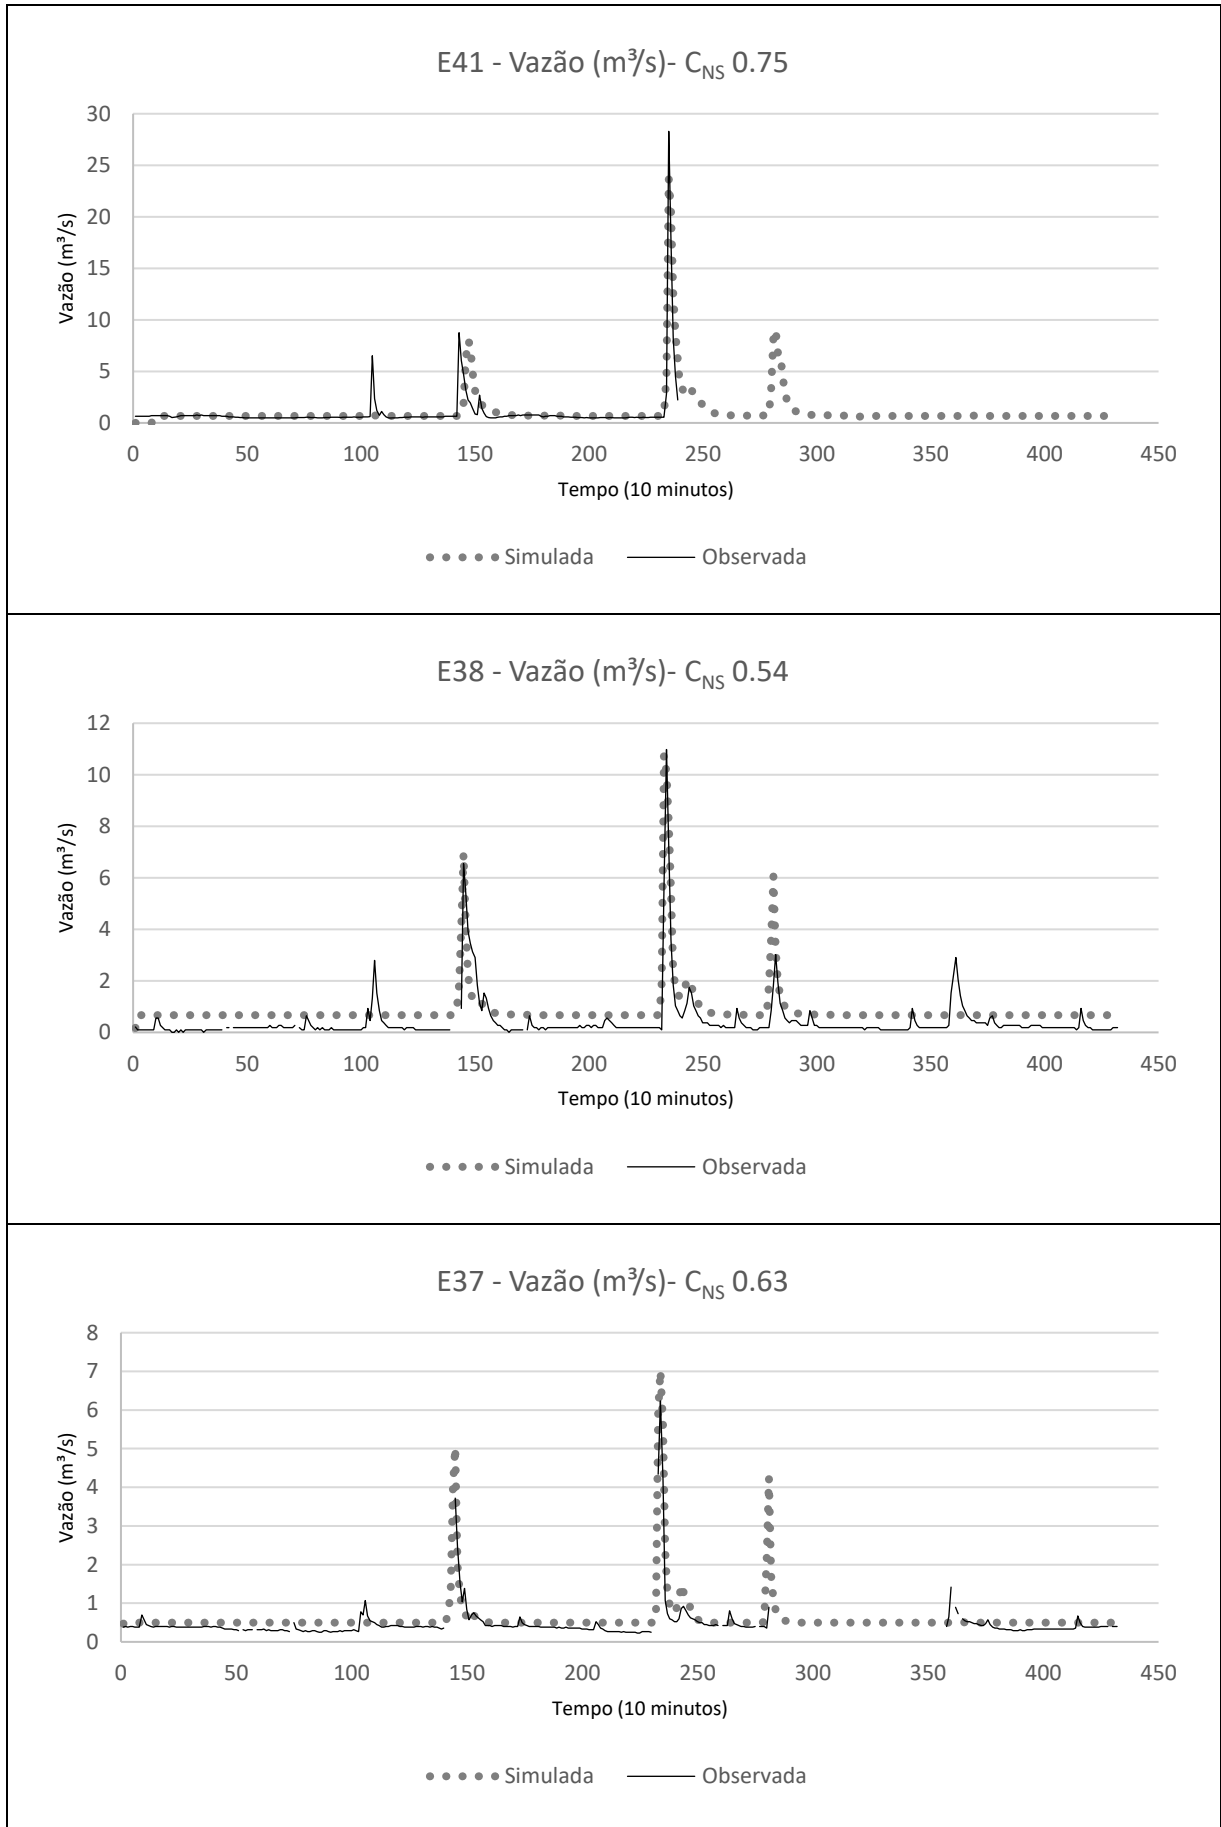 E41 - Vazão (m³/s)- CNS 0.75
30
25
20
15
10
5
0
Vazão (m³/s)
0 50 100 150 200 250 300 350 400 450
Tempo (10 minutos)
Simulada Observada
E38 - Vazão (m³/s)- CNS 0.54
12
10
8
6
4
2
0
Vazão (m³/s)
0 50 100 150 200 250 300 350 400 450
Tempo (10 minutos)
Simulada Observada
E37 - Vazão (m³/s)- CNS 0.63
8
7
6
5
4
3
2
1
0
Vazão (m³/s)
0 50 100 150 200 250 300 350 400 450
Tempo (10 minutos)
Simulada Observada